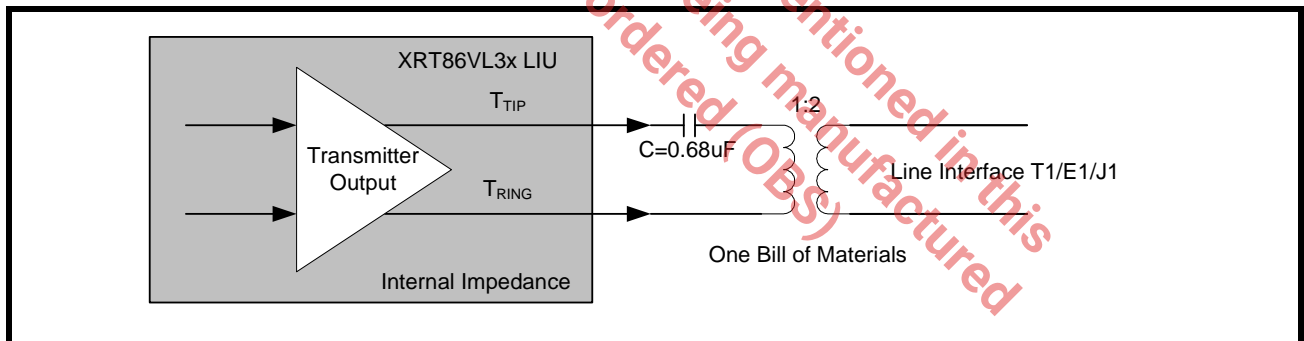 XRT86VL3x LIU
TTIP
1:2
C=0.68uF
Transmitter
Output
Line Interface T1/E1/J1
TRING
One Bill of Materials
Internal Impedance
mentioned in this
being manufactured
ordered (OBS)